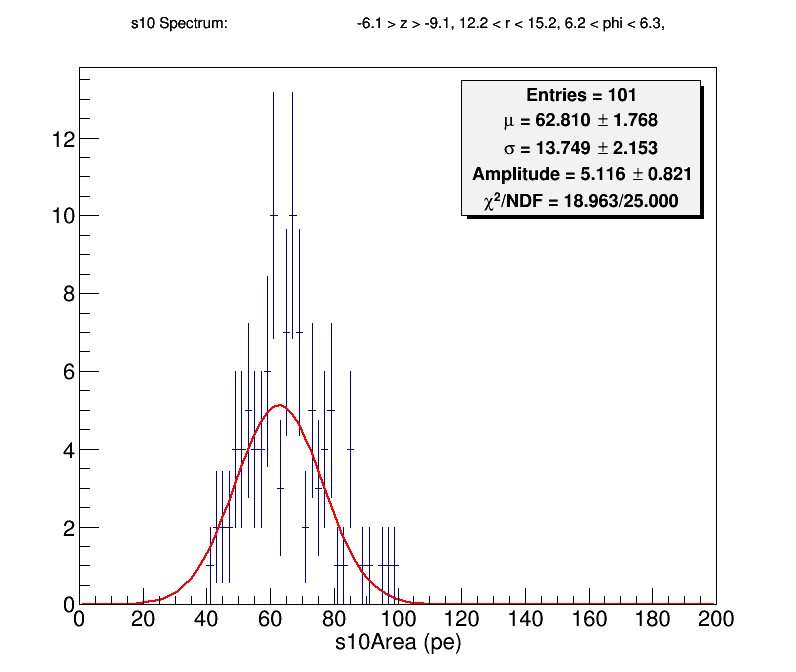 s10 Spectrum: -6.1 > z > -9.1, 12.2 < r < 15.2, 6.2 < phi < 6.3,
Entries = 101
μ = 62.810 ± 1.768
σ = 13.749 ± 2.153
Amplitude = 5.116 ± 0.821
χ²/NDF = 18.963/25.000
12
10
8
6
4
2
0
0 20 40 60 80 100 120 140 160 180 200
s10Area (pe)